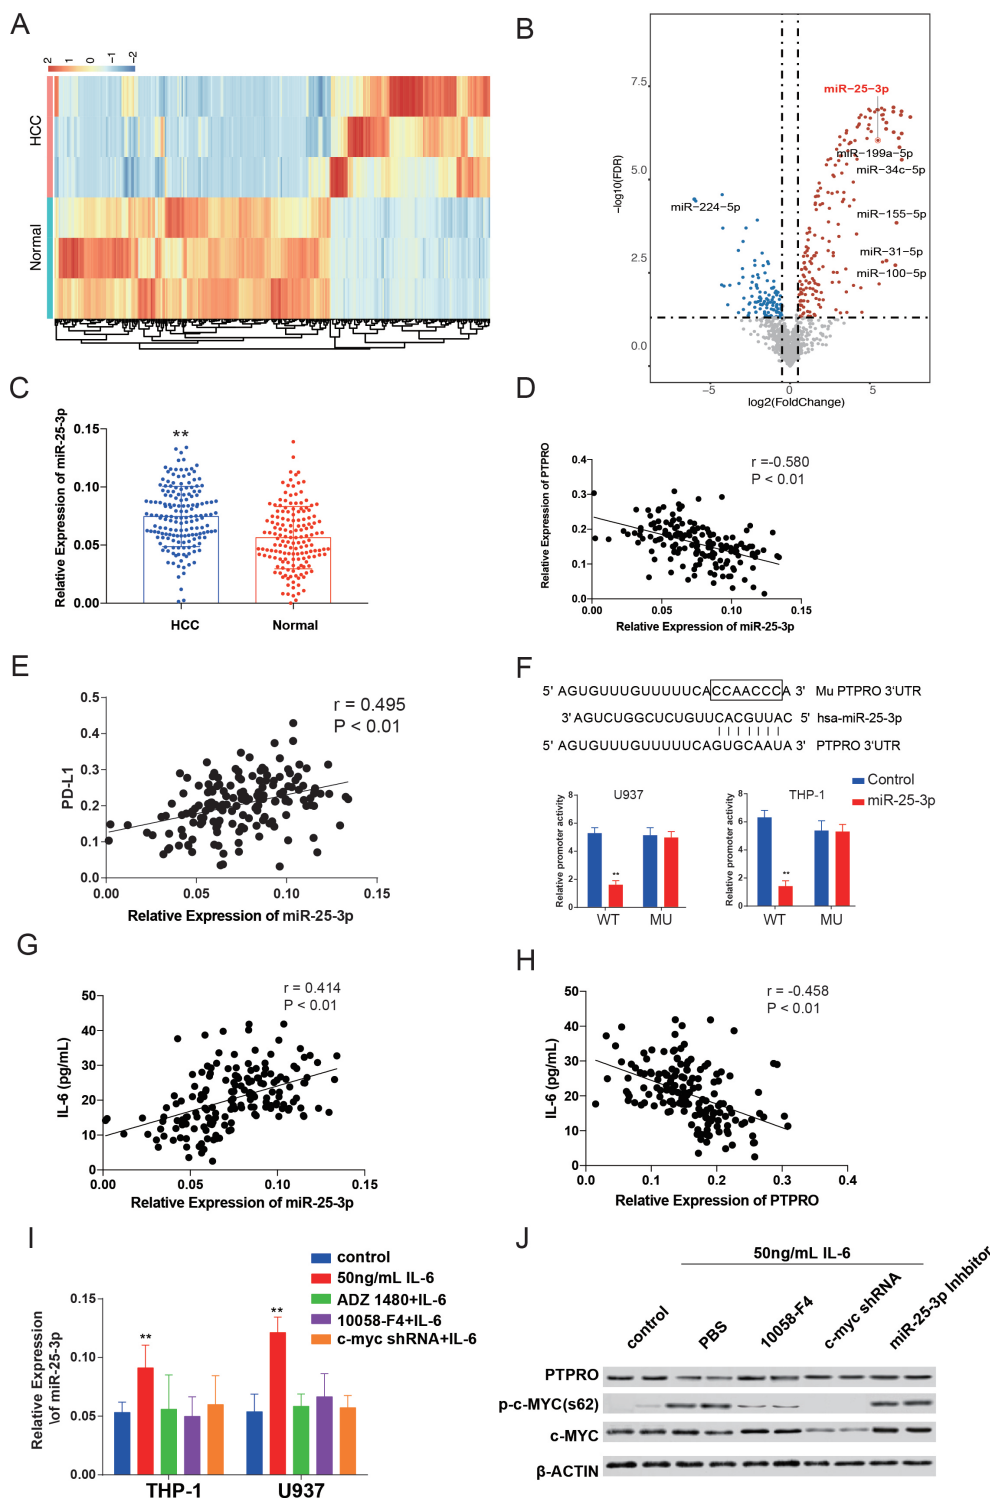 A
2 1 0 -1 -2
HCC
Normal
B
miR-25-3p
miR-199a-5p
miR-34c-5p
miR-224-5p
miR-155-5p
miR-31-5p
miR-100-5p
7.5
5.0
2.5
0.0
-log10(FDR)
-5 0 5
log2(FoldChange)
C
0.15
0.10
0.05
0.00
Relative Expression of miR-25-3p
**
HCC Normal
D
r =-0.580
P < 0.01
0.4
0.3
0.2
0.1
0.0
Relative Expression of PTPRO
0.00 0.05 0.10 0.15
Relative Expression of miR-25-3p
E
r = 0.495
P < 0.01
0.5
0.4
0.3
0.2
0.1
0.0
PD-L1
0.00 0.05 0.10 0.15
Relative Expression of miR-25-3p
F
5' AGUGUUUGUUUUUCACCAACCCA 3' Mu PTPRO 3'UTR
3'AGUCUGGCUCUGUUCACGUUAC 5' hsa-miR-25-3p
5' AGUGUUUGUUUUUCAGUGCAAUA 3' PTPRO 3'UTR
Control
miR-25-3p
U937
8
6
4
2
0
Relative promoter activity
**
WT MU
THP-1
8
6
4
2
0
Relative promoter activity
**
WT MU
G
r = 0.414
P < 0.01
50
40
30
20
10
0
IL-6 (pg/mL)
0.00 0.05 0.10 0.15
Relative Expression of miR-25-3p
H
r = -0.458
P < 0.01
50
40
30
20
10
0
IL-6 (pg/mL)
0.0 0.1 0.2 0.3 0.4
Relative Expression of PTPRO
I
control
50ng/mL IL-6
ADZ 1480+IL-6
10058-F4+IL-6
c-myc shRNA+IL-6
0.15
0.10
0.05
0.00
Relative Expression
\of miR-25-3p
** **
THP-1 U937
J
50ng/mL IL-6
control PBS 10058-F4 c-myc shRNA miR-25-3p Inhbitor
PTPRO
p-c-MYC(s62)
c-MYC
β-ACTIN